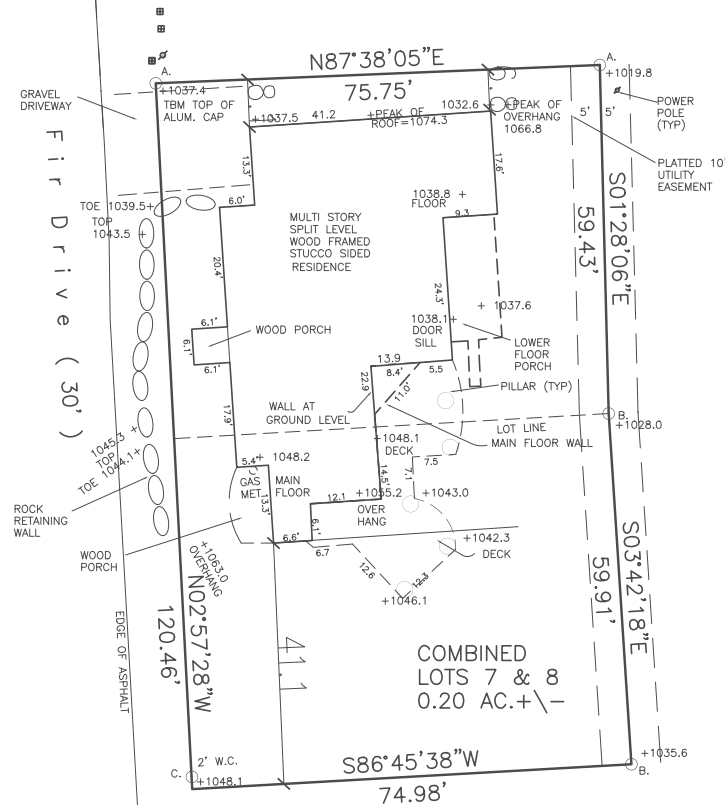 N87°38'05"E
75.75'
A.
+1037.4
TBM TOP OF
ALUM. CAP
GRAVEL
DRIVEWAY
A.
+1019.8
POWER
POLE
(TYP)
5' 5'
PLATTED 10'
UTILITY
EASEMENT
+1037.5
41.2
+PEAK OF
ROOF=1074.3
1032.6
+PEAK OF
OVERHANG
1066.8
13.3'
17.6'
6.0'
TOE 1039.5+
TOP
1043.5 +
1038.8 +
FLOOR
9.3
MULTI STORY
SPLIT LEVEL
WOOD FRAMED
STUCCO SIDED
RESIDENCE
S01°28'06"E
59.43'
20.4'
24.3'
+ 1037.6
1038.1+
DOOR
SILL
LOWER
FLOOR
PORCH
6.1'
6.1'
6.1'
WOOD PORCH
13.9
8.4'
5.5
22.9
11.0'
PILLAR (TYP)
WALL AT
GROUND LEVEL
LOT LINE
MAIN FLOOR WALL
17.9'
B.
+1028.0
Fir Drive (30')
1045.3 +
TOP
TOE 1044.1+
+1048.1
DECK
7.5
7.1
5.4'
+ 1048.2
GAS
MET
MAIN
FLOOR
13.3'
14.5'
12.1
+1055.2
+1043.0
OVER
HANG
6.1'
6.6'
6.7
ROCK
RETAINING
WALL
WOOD
PORCH
+1063.0
OVERHANG
+1042.3
DECK
12.6
12.3
+1046.1
N02°57'28"W
120.46'
S03°42'18"E
59.91'
EDGE OF ASPHALT
41.1
COMBINED
LOTS 7 & 8
0.20 AC.+\-
2' W.C.
C.
+1048.1
S86°45'38"W
74.98'
+1035.6
B.